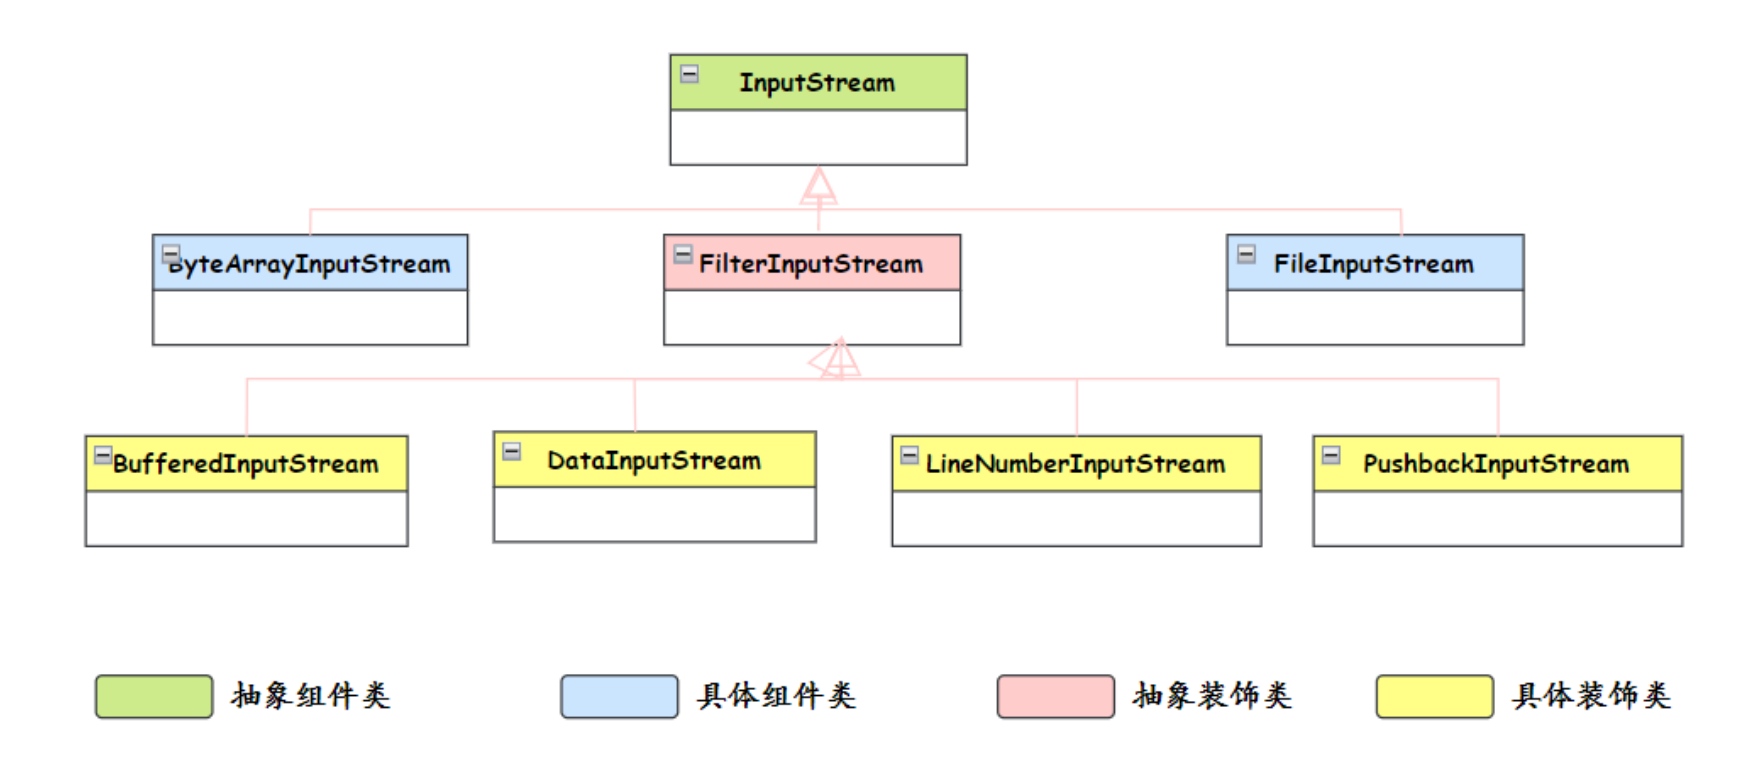 InputStream
ByteArrayInputStream
FilterInputStream
FileInputStream
BufferedInputStream
DataInputStream
LineNumberInputStream
PushbackInputStream
抽象组件类
具体组件类
抽象装饰类
具体装饰类